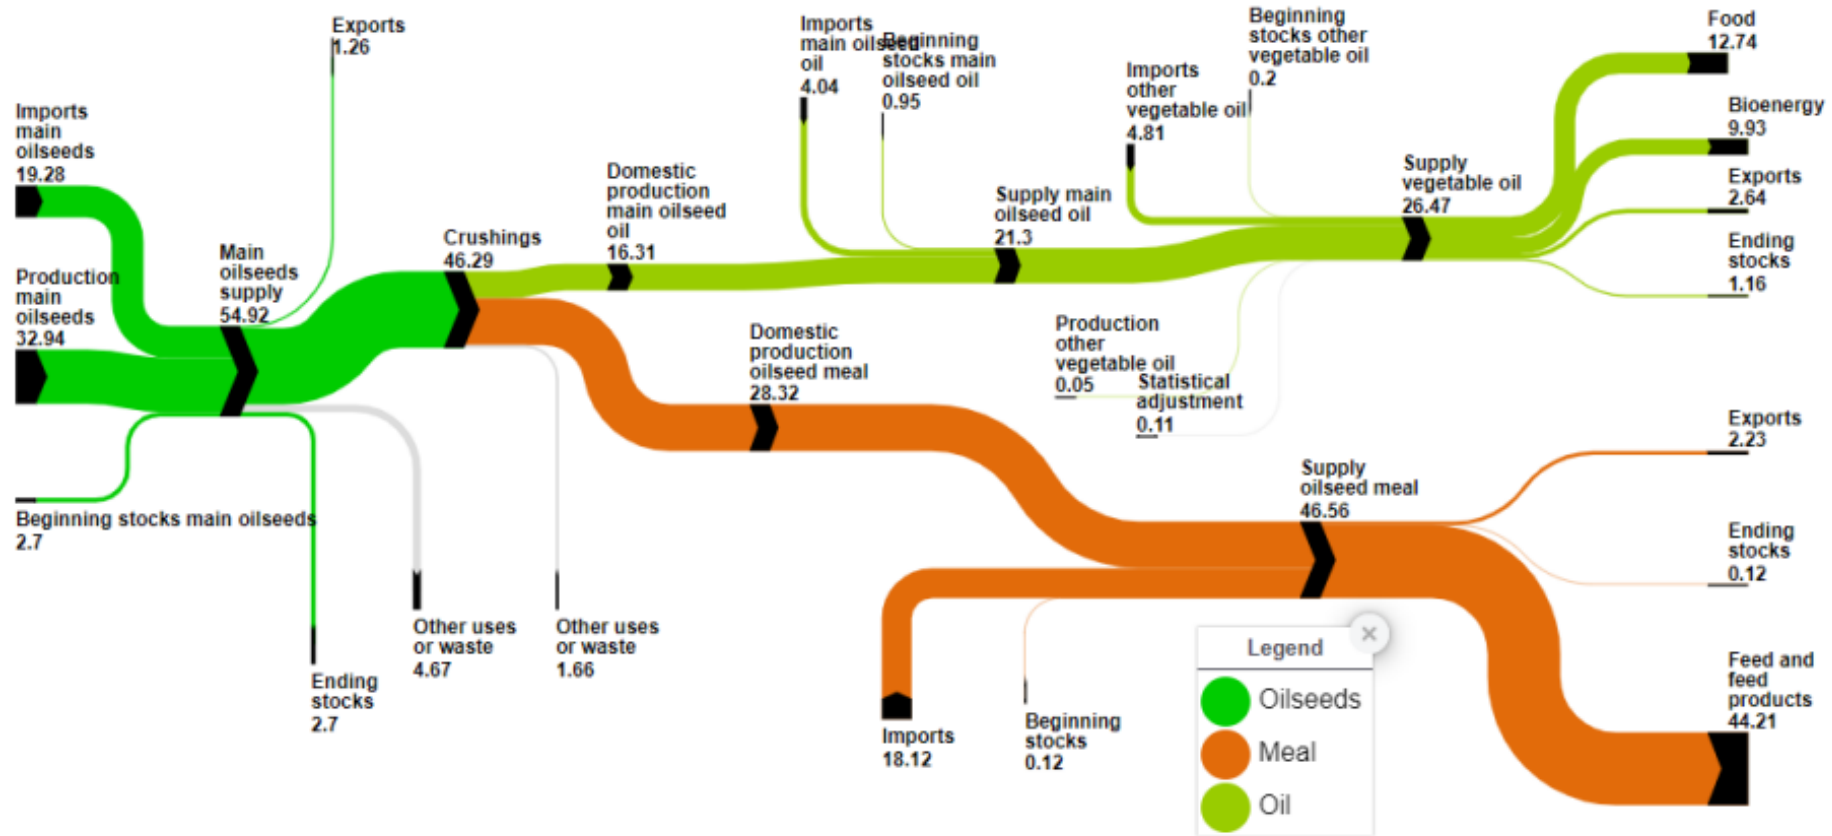 Exports
1.26
Imports
main oilseed
oil
4.04
Beginning
stocks main
oilseed oil
0.95
Beginning
stocks other
vegetable oil
0.2
Food
12.74
Imports
other
vegetable oil
4.81
Bioenergy
9.93
Imports
main
oilseeds
19.28
Domestic
production
main oilseed
oil
16.31
Supply main
oilseed oil
21.3
Supply
vegetable oil
26.47
Exports
2.64
Ending
stocks
1.16
Production
main
oilseeds
32.94
Main
oilseeds
supply
54.92
Crushings
46.29
Domestic
production
oilseed meal
28.32
Production
other
vegetable oil
0.05
Statistical
adjustment
0.11
Exports
2.23
Supply
oilseed meal
46.56
Beginning stocks main oilseeds
2.7
Ending
stocks
0.12
Other uses
or waste
4.67
Other uses
or waste
1.66
Ending
stocks
2.7
Imports
18.12
Beginning
stocks
0.12
Legend
Oilseeds
Meal
Oil
Feed and
feed
products
44.21